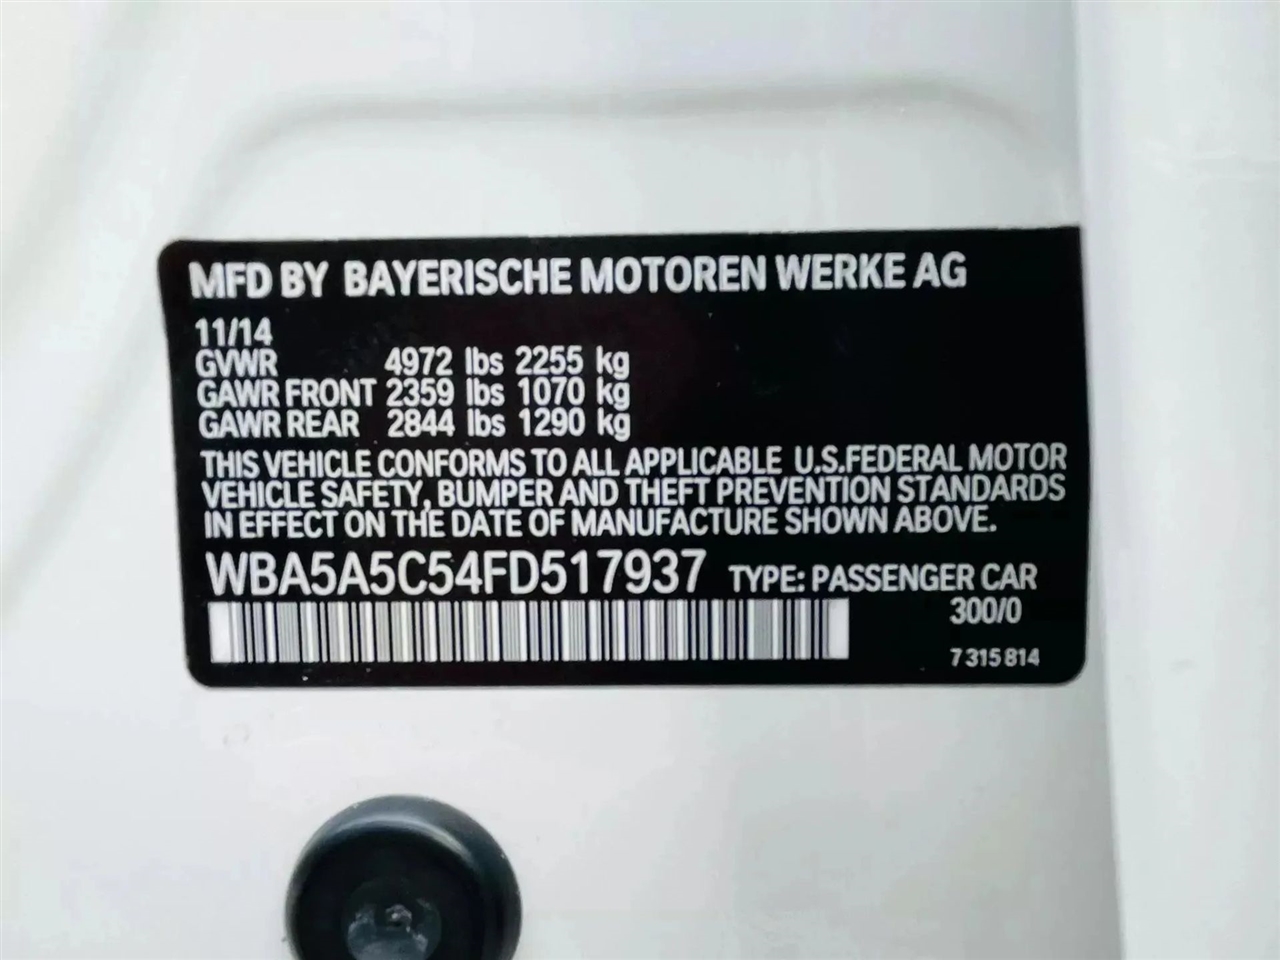 MFD BY BAYERISCHE MOTOREN WERKE AG
11/14
GVWR 4972 lbs 2255 kg
GAWR FRONT 2359 lbs 1070 kg
GAWR REAR 2844 lbs 1290 kg
THIS VEHICLE CONFORMS TO ALL APPLICABLE U.S.FEDERAL MOTOR
VEHICLE SAFETY, BUMPER AND THEFT PREVENTION STANDARDS
IN EFFECT ON THE DATE OF MANUFACTURE SHOWN ABOVE.
WBA5A5C54FD517937 TYPE: PASSENGER CAR
300/0
7 315 814